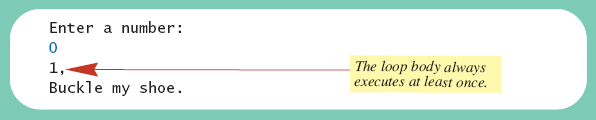 Enter a number:
0
1,
Buckle my shoe.
The loop body always
executes at least once.